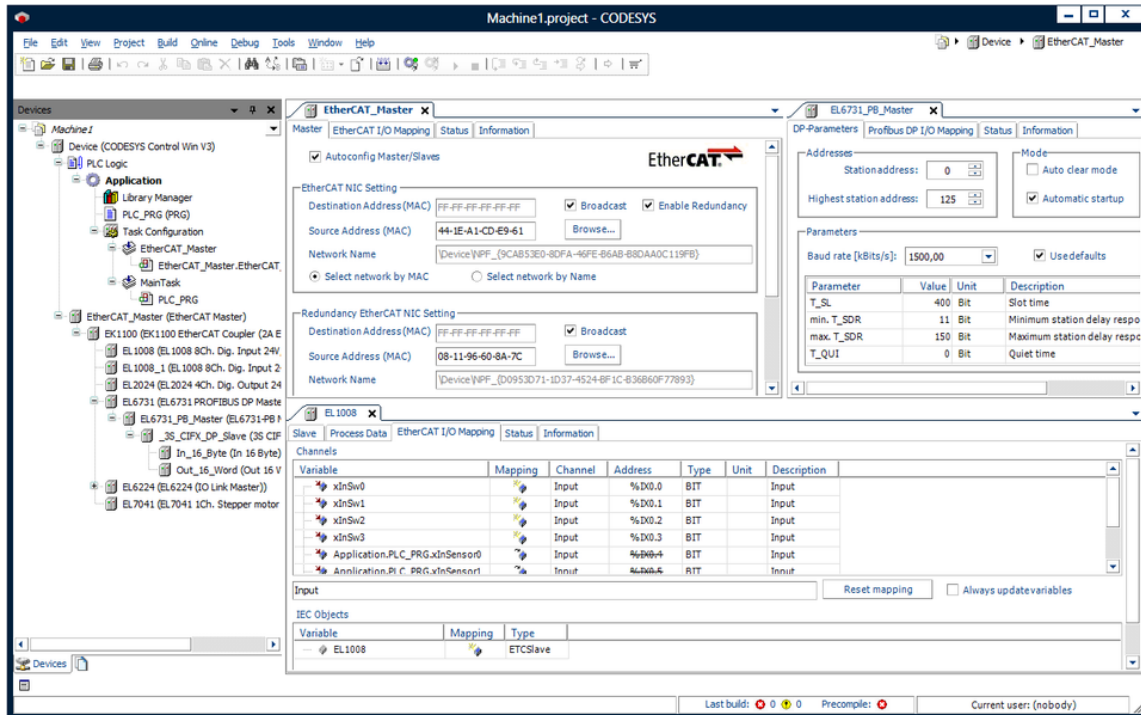 Machine1.project - CODESYS
File Edit View Project Build Online Debug Tools Window Help
Device EtherCAT_Master
Devices
Machine1
Device (CODESYS Control Win V3)
PLC Logic
Application
Library Manager
PLC_PRG (PRG)
Task Configuration
EtherCAT_Master
EtherCAT_Master.EtherCAT_
MainTask
PLC_PRG
EtherCAT_Master (EtherCAT Master)
EK1100 (EK1100 EtherCAT Coupler (2A E
EL1008 (EL1008 8Ch. Dig. Input 24V
EL1008_1 (EL1008 8Ch. Dig. Input 2
EL2024 (EL2024 4Ch. Dig. Output 24
EL6731 (EL6731 PROFIBUS DP Maste
EL6731_PB_Master (EL6731-PB M
_3S_CIFX_DP_Slave (3S CIF
In_16_Byte (In 16 Byte)
Out_16_Word (Out 16 V
EL6224 (EL6224 (IO Link Master))
EL7041 (EL7041 1Ch. Stepper motor
Devices
EtherCAT_Master
Master EtherCAT I/O Mapping Status Information
Autoconfig Master/Slaves
EtherCAT
EtherCAT NIC Setting
Destination Address (MAC) FF-FF-FF-FF-FF-FF Broadcast Enable Redundancy
Source Address (MAC) 44-1E-A1-CD-E9-61 Browse...
Network Name \Device\NPF_{9CAB53E0-8DFA-46FE-B6AB-B8DAA0C119FB}
Select network by MAC Select network by Name
Redundancy EtherCAT NIC Setting
Destination Address (MAC) FF-FF-FF-FF-FF-FF Broadcast
Source Address (MAC) 08-11-96-60-8A-7C Browse...
Network Name \Device\NPF_{D0953D71-1D37-4524-BF1C-B36B60F77893}
EL6731_PB_Master
DP-Parameters Profibus DP I/O Mapping Status Information
Addresses
Station address: 0
Highest station address: 125
Mode
Auto clear mode
Automatic startup
Parameters
Baud rate [kBits/s]: 1500,00 Use defaults
Parameter Value Unit Description
T_SL 400 Bit Slot time
min. T_SDR 11 Bit Minimum station delay respo
max. T_SDR 150 Bit Maximum station delay respo
T_QUI 0 Bit Quiet time
EL1008
Slave Process Data EtherCAT I/O Mapping Status Information
Channels
Variable Mapping Channel Address Type Unit Description
xInSw0 Input %IX0.0 BIT Input
xInSw1 Input %IX0.1 BIT Input
xInSw2 Input %IX0.2 BIT Input
xInSw3 Input %IX0.3 BIT Input
Application.PLC_PRG.xInSensor0 Input %IX0.4 BIT Input
Application.PLC_PRG.xInSensor1 Input %IX0.5 BIT Input
Input Reset mapping Always update variables
IEC Objects
Variable Mapping Type
EL1008 ETCSlave
Last build: 0 0 Precompile: Current user: (nobody)